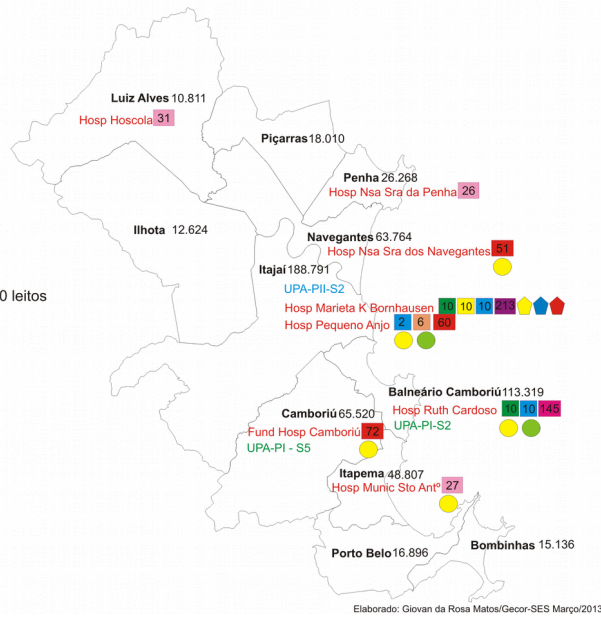 Luiz Alves 10.811
Hosp Hoscola 31
Piçarras 18.010
Penha 26.268
Hosp Nsa Sra da Penha 26
Ilhota 12.624
Navegantes 63.764
Hosp Nsa Sra dos Navegantes 51
Itajaí 188.791
UPA-PII-S2
0 leitos
Hosp Marieta K Bornhausen 10 10 10 213
Hosp Pequeno Anjo 2 6 60
Balneário Camboriú 113.319
Hosp Ruth Cardoso 10 10 145
UPA-PI-S2
Camboriú 65.520
Fund Hosp Camboriú 72
UPA-PI - S5
Itapema 48.807
Hosp Munic Sto Antº 27
Porto Belo 16.896
Bombinhas 15.136
Elaborado: Giovan da Rosa Matos/Gecor-SES Março/2013